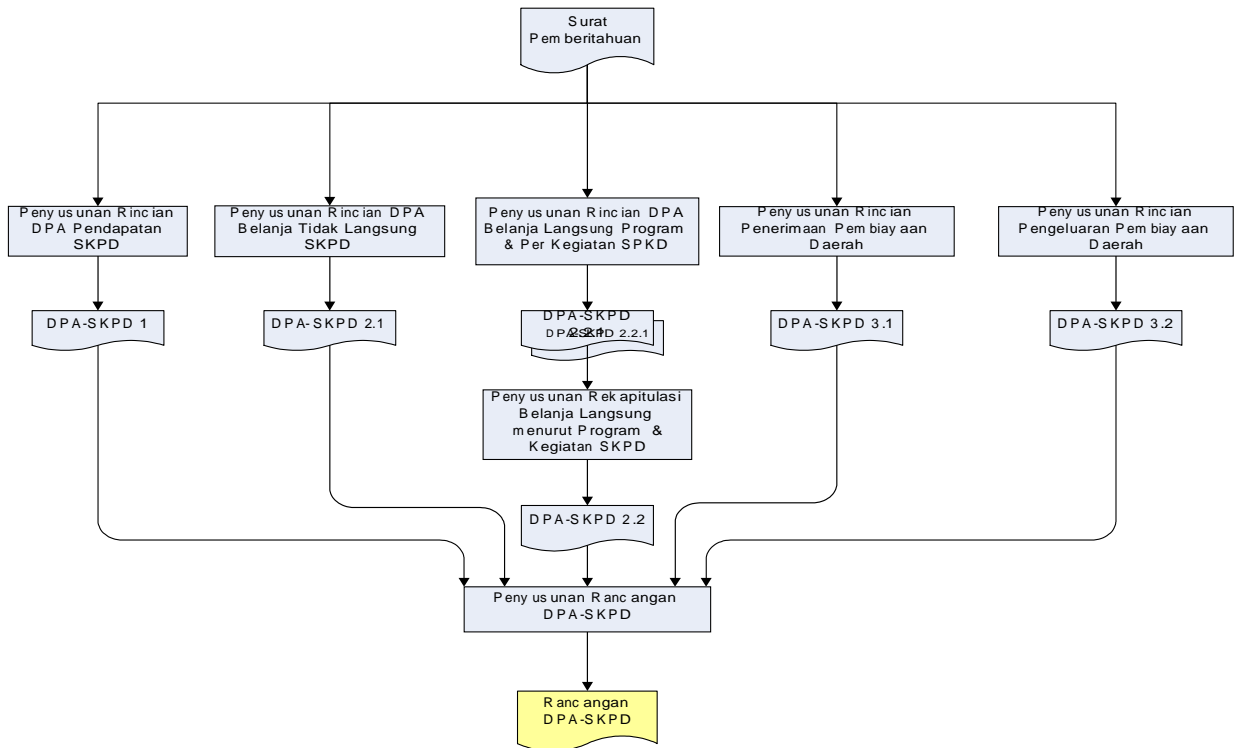 Surat
Pemberitahuan
Penyusunan Rincian
DPA Pendapatan
SKPD
Penyusunan Rincian DPA
Belanja Tidak Langsung
SKPD
Penyusunan Rincian DPA
Belanja Langsung Program
& Per Kegiatan SPKD
Penyusunan Rincian
Penerimaan Pembiayaan
Daerah
Penyusunan Rincian
Pengeluaran Pembiayaan
Daerah
DPA-SKPD 1
DPA-SKPD 2.1
DPA-SKPD
2.2.1
DPA-SKPD 2.2.1
DPA-SKPD 3.1
DPA-SKPD 3.2
Penyusunan Rekapitulasi
Belanja Langsung
menurut Program &
Kegiatan SKPD
DPA-SKPD 2.2
Penyusunan Rancangan
DPA-SKPD
Rancangan
DPA-SKPD